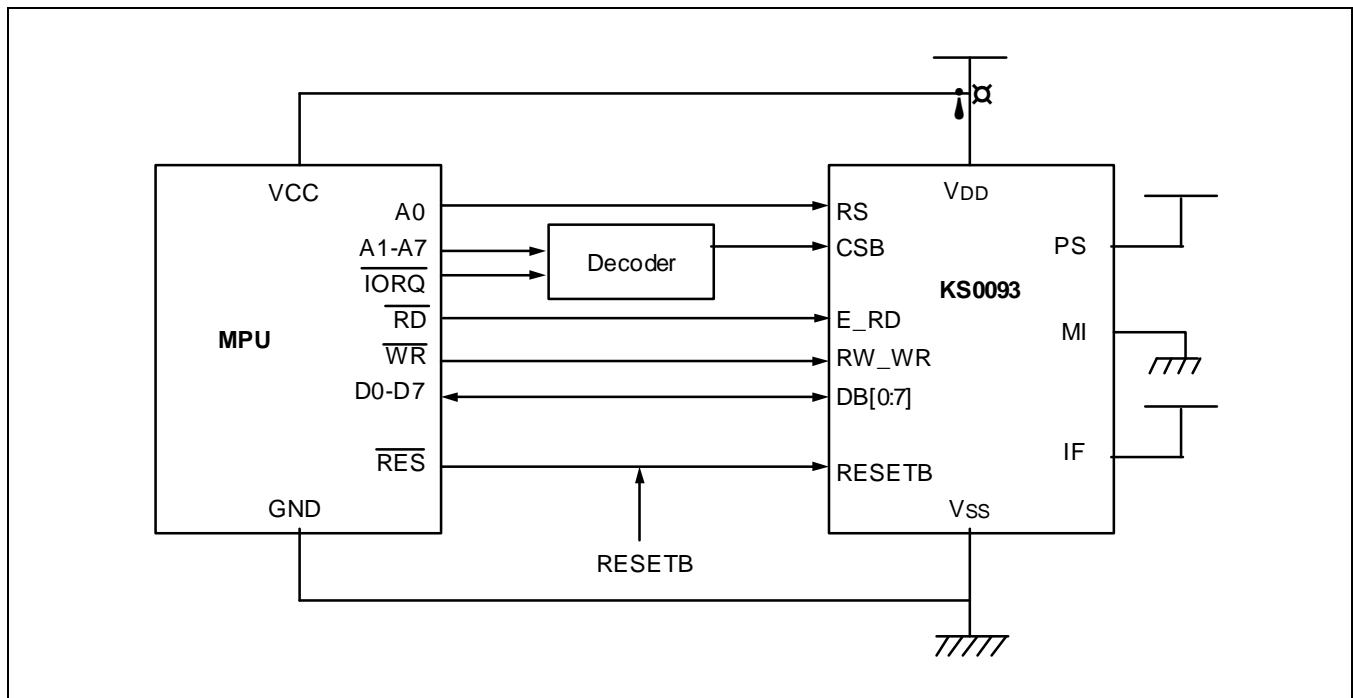 VCC
MPU
A0
A1-A7
IORQ
RD
WR
D0-D7
RES
GND
Decoder
RESETB
VDD
RS
CSB
KS0093
E_RD
RW_WR
DB[0:7]
RESETB
VSS
PS
MI
IF